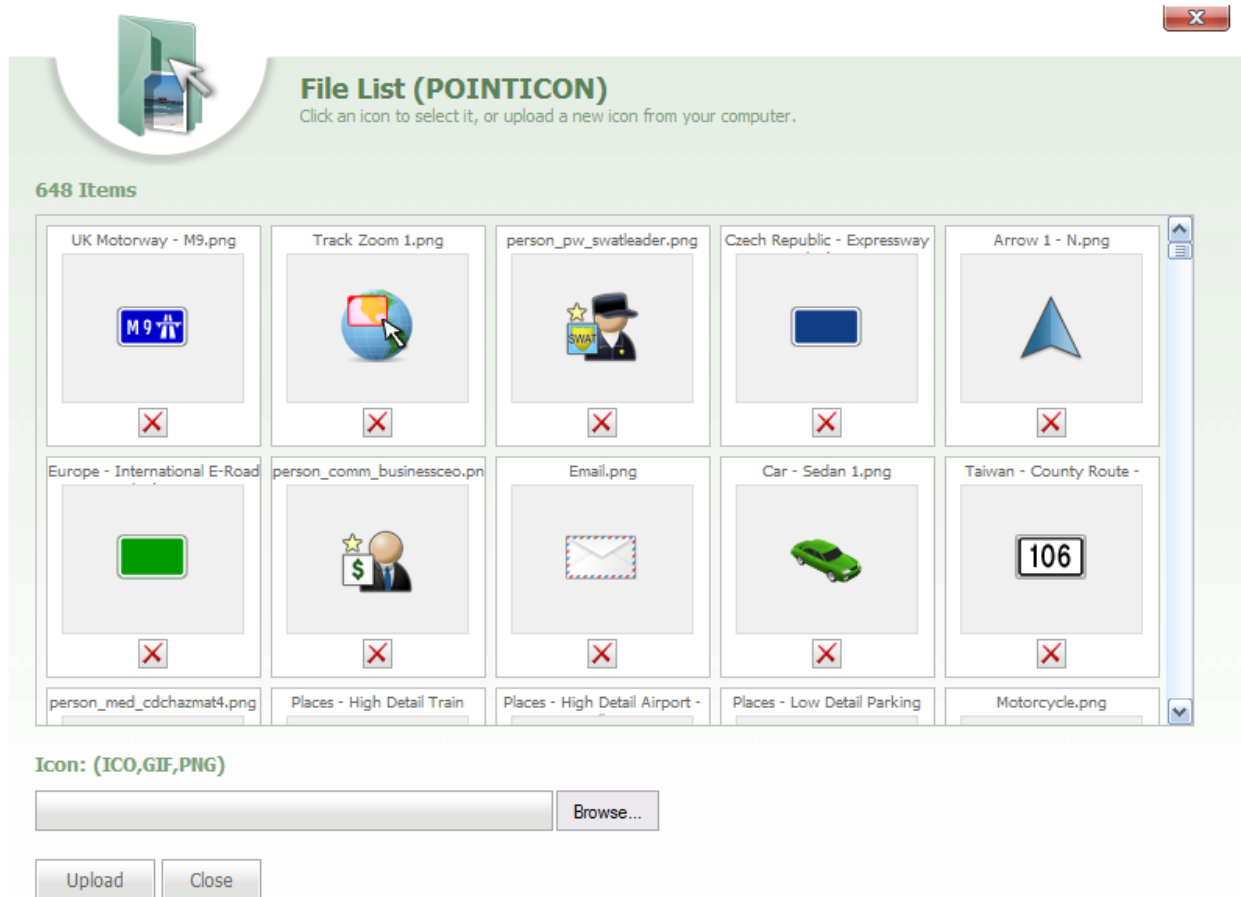 File List (POINTICON)
Click an icon to select it, or upload a new icon from your computer.
648 Items
UK Motorway - M9.png
Track Zoom 1.png
person_pw_swatleader.png
Czech Republic - Expressway
Arrow 1 - N.png
M 9
SWAT
Europe - International E-Road
person_comm_businessceo.pn
Email.png
Car - Sedan 1.png
Taiwan - County Route -
$
106
person_med_cdchazmat4.png
Places - High Detail Train
Places - High Detail Airport -
Places - Low Detail Parking
Motorcycle.png
Icon: (ICO,GIF,PNG)
Browse...
Upload
Close